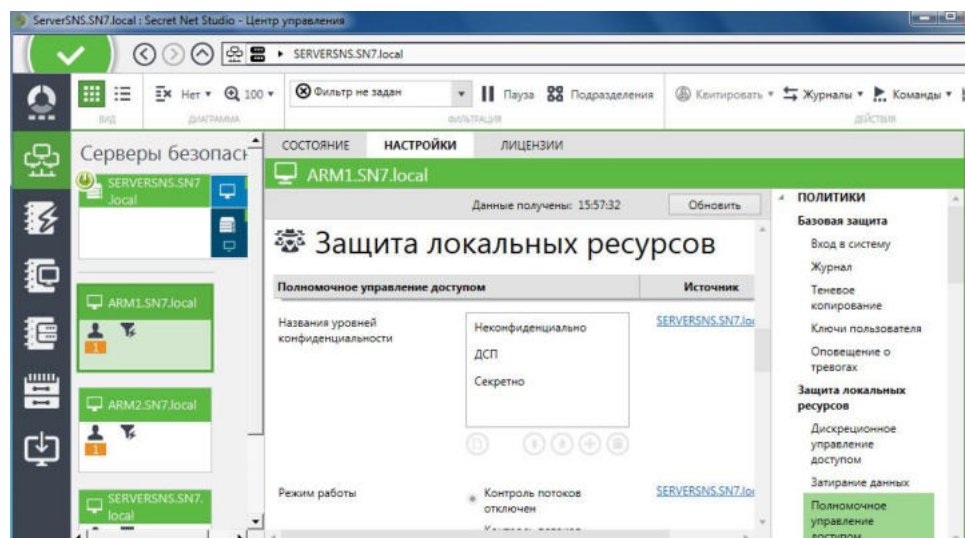 ServerSNS.SN7.local : Secret Net Studio - Центр управления
SERVERSNS.SN7.local
Нет
100
Фильтр не задан
Пауза
Подразделения
Квитировать
Журналы
Команды
ВИД
ДИАГРАММА
ФИЛЬТРАЦИЯ
ДЕЙСТВИЯ
Серверы безопасн
SERVERSNS.SN7
.local
ARM1.SN7.local
1
ARM2.SN7.local
1
SERVERSNS.SN7.
local
СОСТОЯНИЕ
НАСТРОЙКИ
ЛИЦЕНЗИИ
ARM1.SN7.local
Данные получены: 15:57:32
Обновить
Защита локальных ресурсов
Полномочное управление доступом
Источник
Названия уровней
конфиденциальности
Неконфиденциально
ДСП
Секретно
SERVERSNS.SN7.loc
Режим работы
Контроль потоков
отключен
Контроль потоков
SERVERSNS.SN7.loc
ПОЛИТИКИ
Базовая защита
Вход в систему
Журнал
Теневое
копирование
Ключи пользователя
Оповещение о
тревогах
Защита локальных
ресурсов
Дискреционное
управление
доступом
Затирание данных
Полномочное
управление
доступом